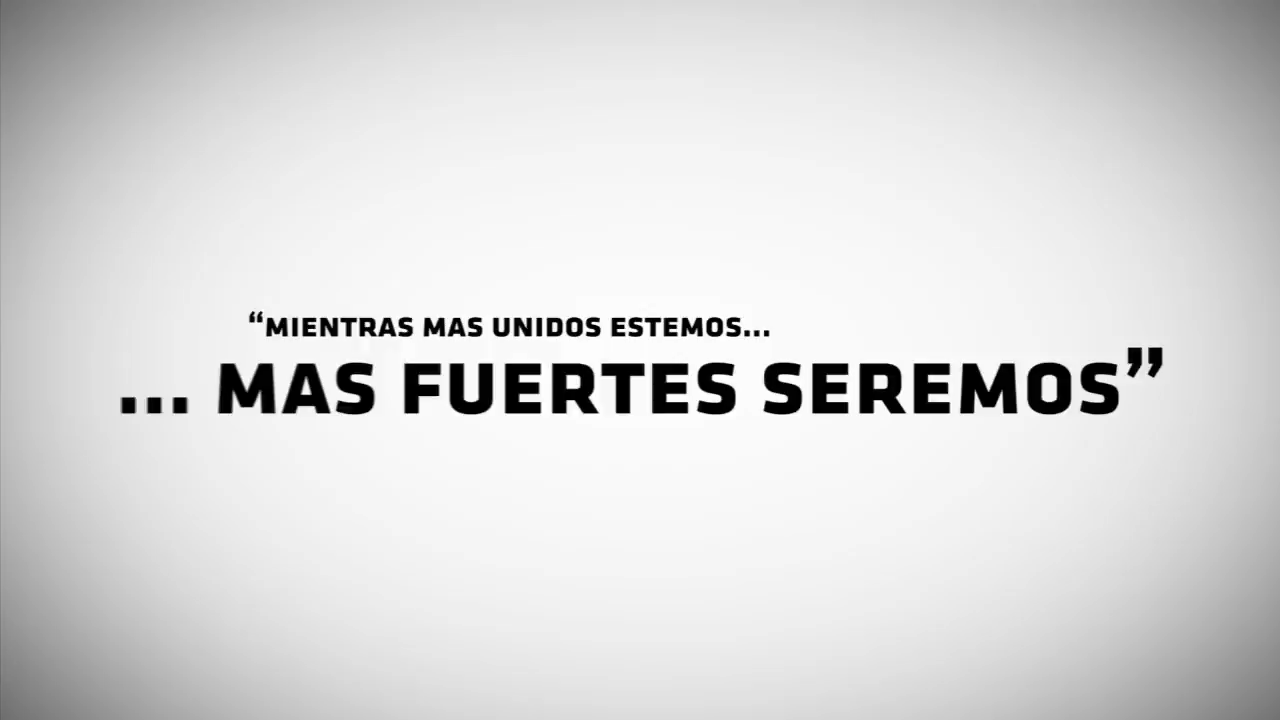 “MIENTRAS MAS UNIDOS ESTEMOS...
... MAS FUERTES SEREMOS”